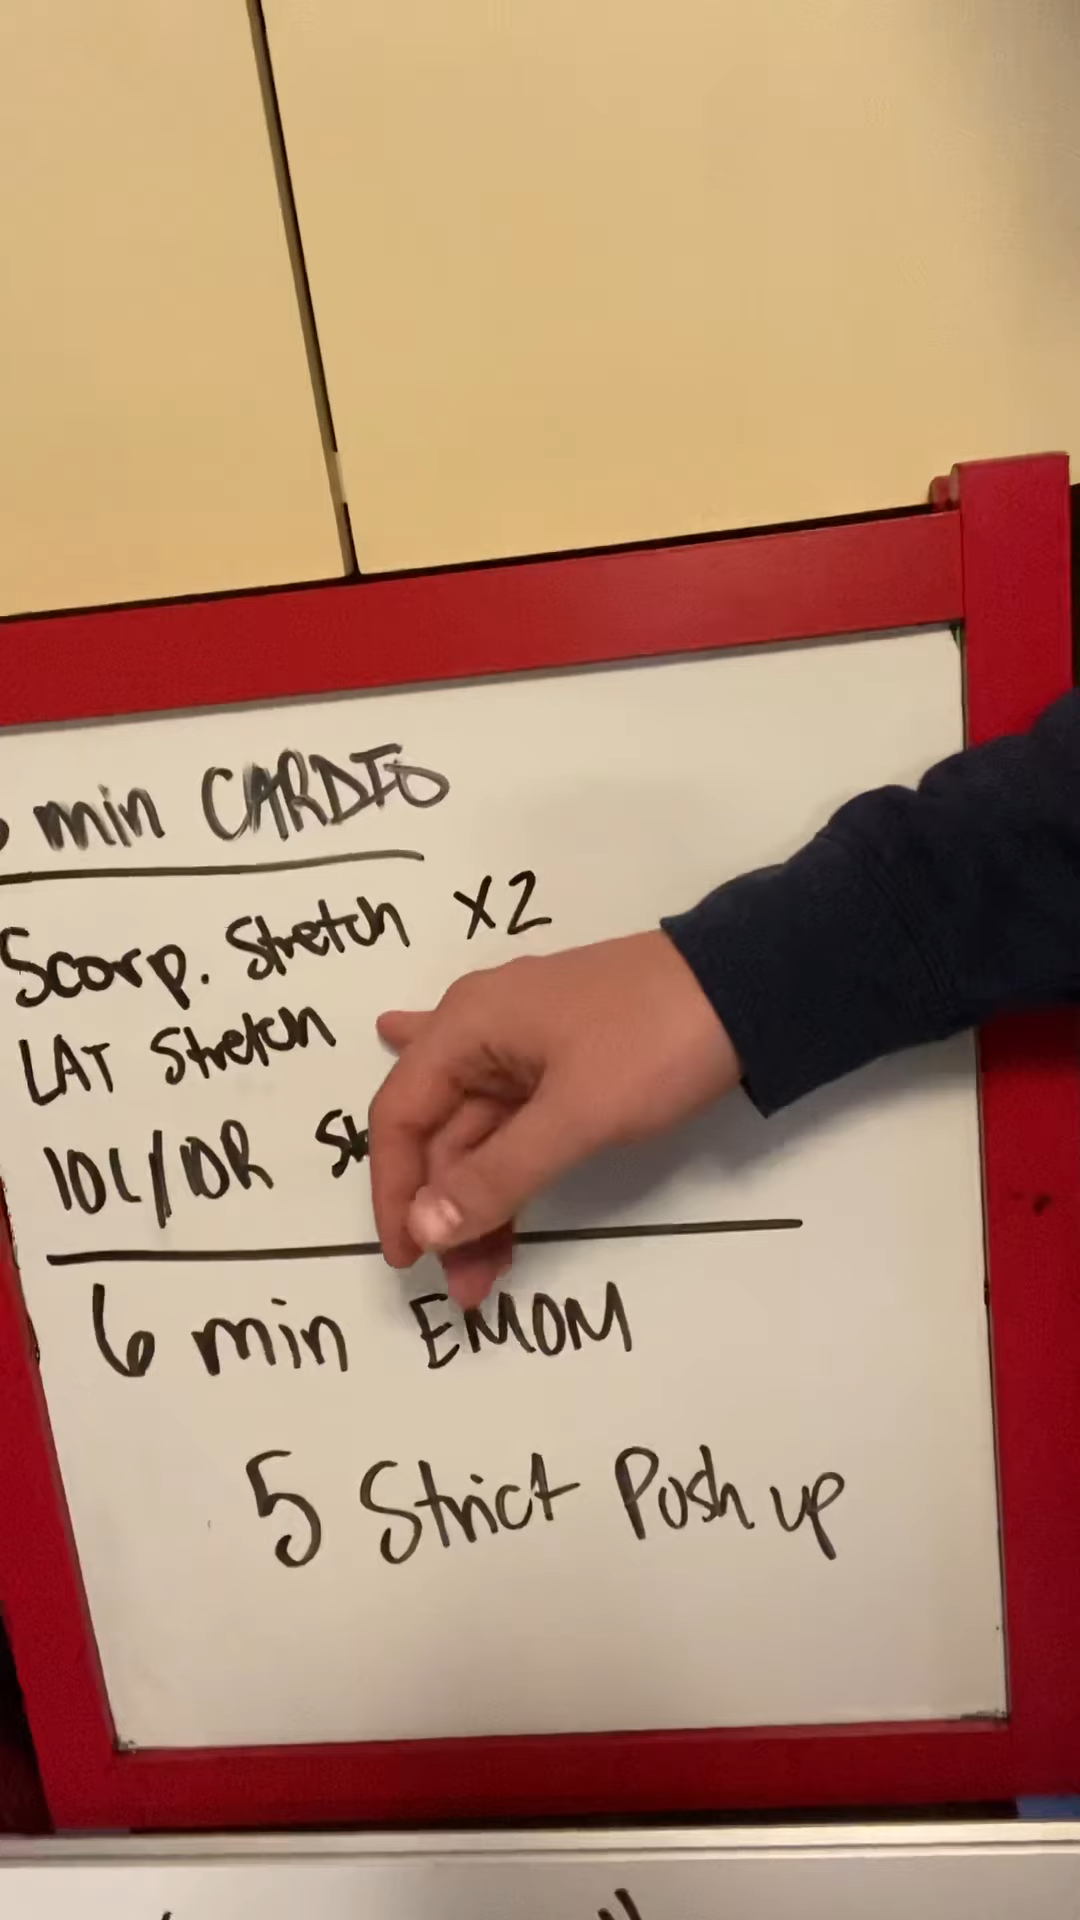 min CARDIO
Scorp. Stretch X2
LAT Stretch
10L/10R
6 min EMOM
5 Strict Push up